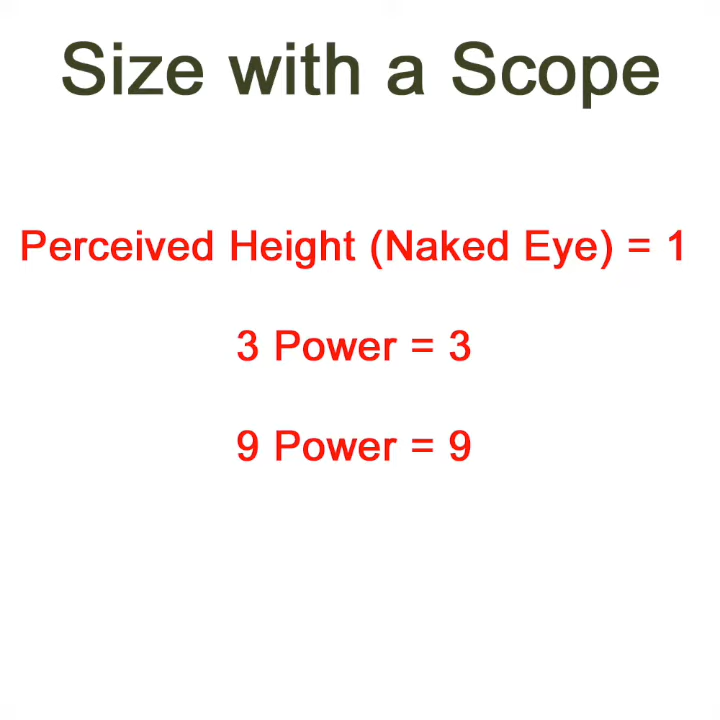 Size with a Scope
Perceived Height (Naked Eye) = 1
3 Power = 3
9 Power = 9